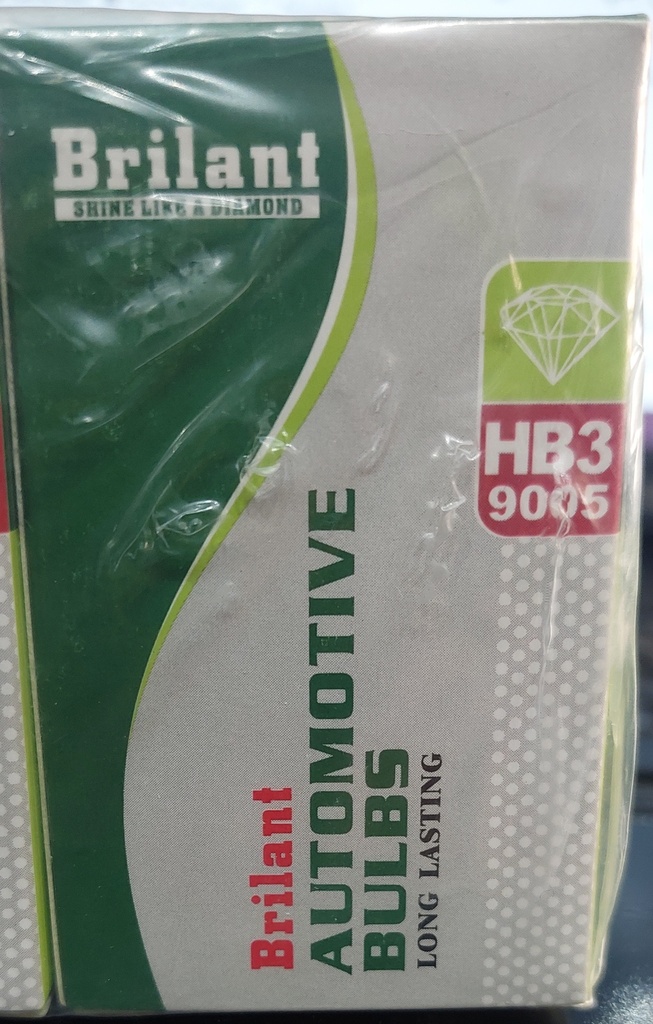 Brilant
SHINE LIKE A DIAMOND
HB3
9005
Brilant
AUTOMOTIVE
BULBS
LONG LASTING